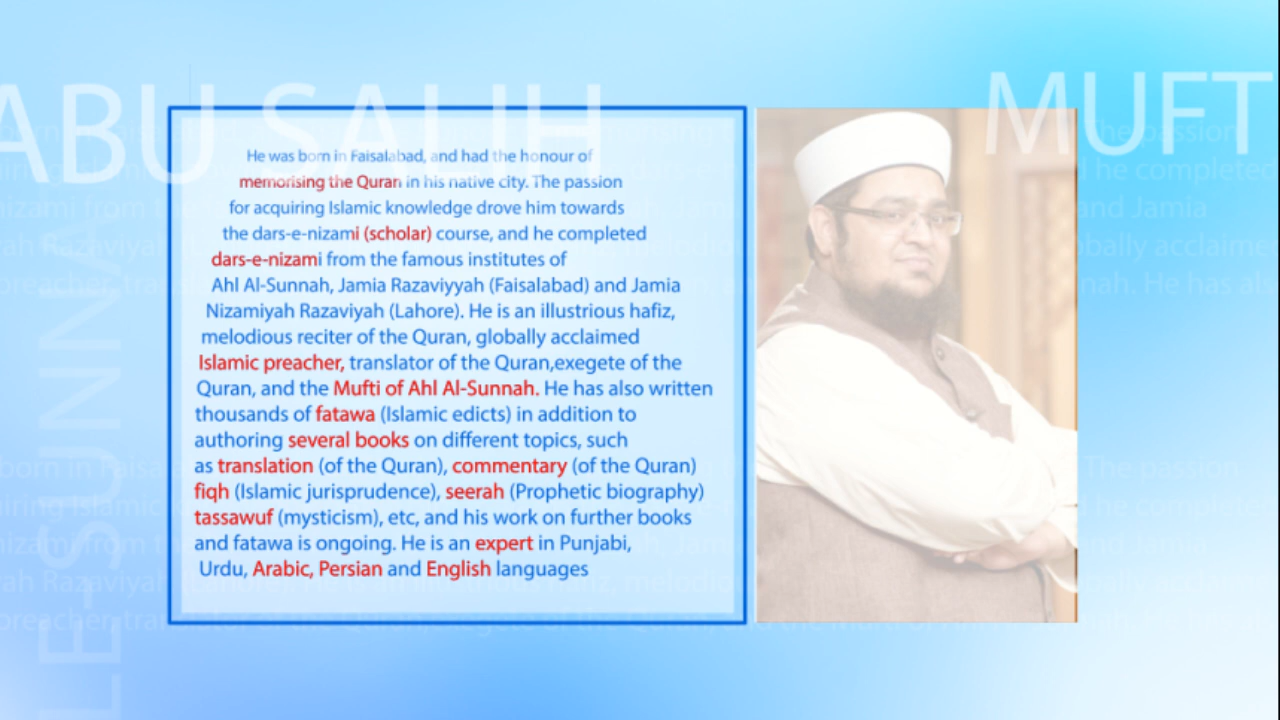 ABU SALIH
MUFT
He was born in Faisalabad, and had the honour of
memorising the Quran in his native city. The passion
for acquiring Islamic knowledge drove him towards
the dars-e-nizami (scholar) course, and he completed
dars-e-nizami from the famous institutes of
Ahl Al-Sunnah, Jamia Razaviyyah (Faisalabad) and Jamia
Nizamiyah Razaviyah (Lahore). He is an illustrious hafiz,
melodious reciter of the Quran, globally acclaimed
Islamic preacher, translator of the Quran,exegete of the
Quran, and the Mufti of Ahl Al-Sunnah. He has also written
thousands of fatawa (Islamic edicts) in addition to
authoring several books on different topics, such
as translation (of the Quran), commentary (of the Quran)
fiqh (Islamic jurisprudence), seerah (Prophetic biography)
tassawuf (mysticism), etc, and his work on further books
and fatawa is ongoing. He is an expert in Punjabi,
Urdu, Arabic, Persian and English languages
LE-SUNNA